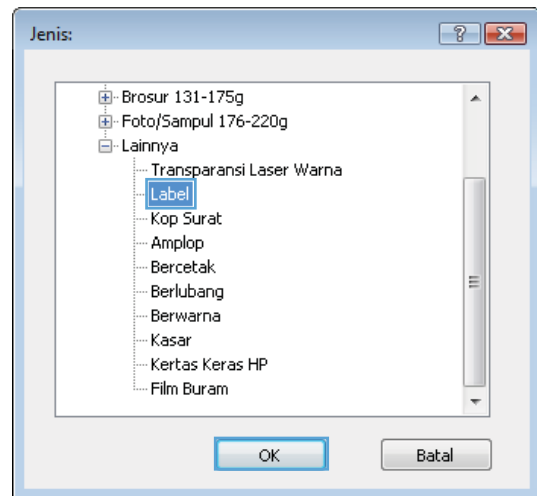 Jenis:
Brosur 131-175g
Foto/Sampul 176-220g
Lainnya
Transparansi Laser Warna
Label
Kop Surat
Amplop
Bercetak
Berlubang
Berwarna
Kasar
Kertas Keras HP
Film Buram
OK Batal